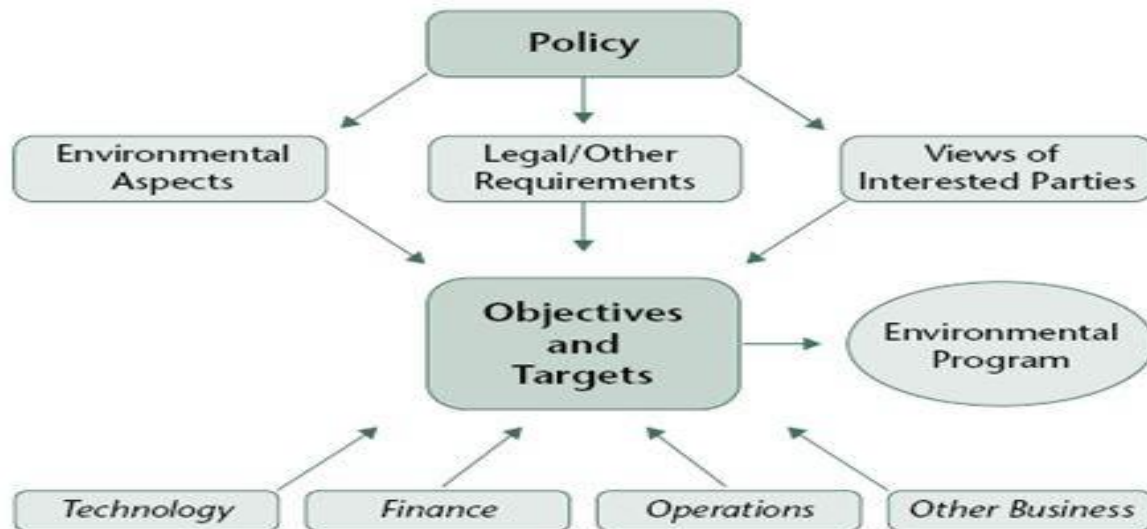 Policy
Environmental
Aspects
Legal/Other
Requirements
Views of
Interested Parties
Objectives
and
Targets
Environmental
Program
Technology
Finance
Operations
Other Business